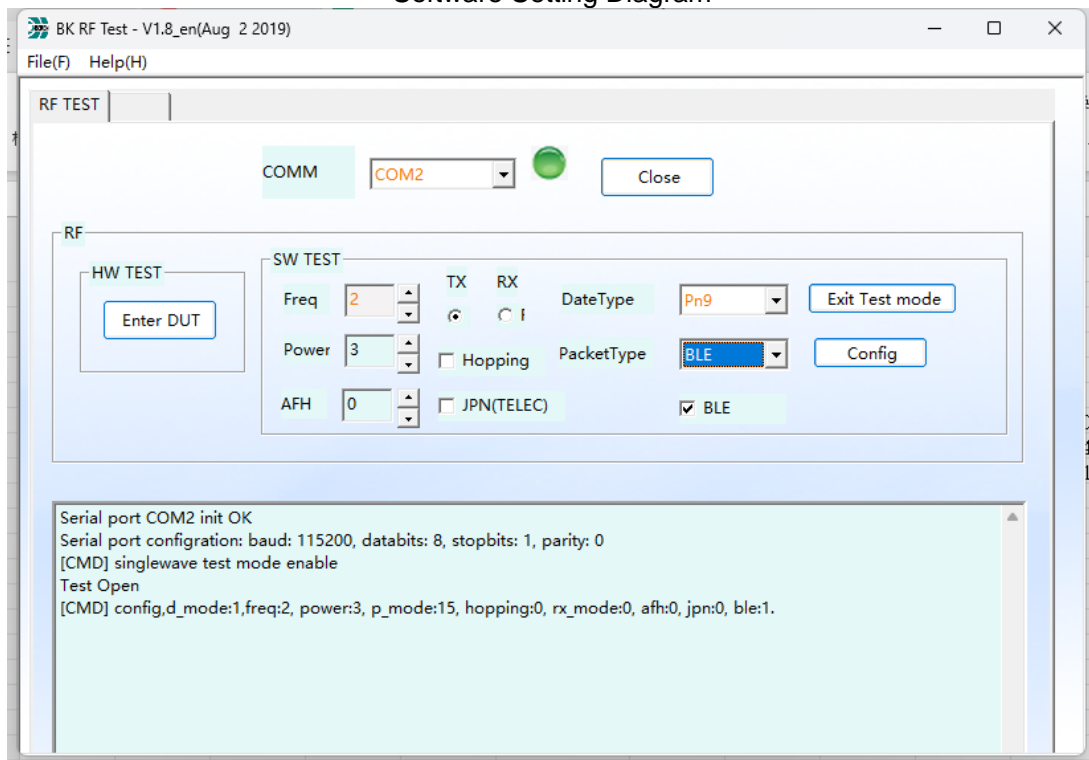 Software Setting Diagram
BK RF Test - V1.8_en(Aug 2 2019)
File(F) Help(H)
RF TEST
COMM COM2 Close
RF
HW TEST
Enter DUT
SW TEST
TX RX
Freq 2 DateType Pn9 Exit Test mode
Power 3 Hopping PacketType BLE Config
AFH 0 JPN(TELEC) BLE
Serial port COM2 init OK
Serial port configration: baud: 115200, databits: 8, stopbits: 1, parity: 0
[CMD] singlewave test mode enable
Test Open
[CMD] config,d_mode:1,freq:2, power:3, p_mode:15, hopping:0, rx_mode:0, afh:0, jpn:0, ble:1.